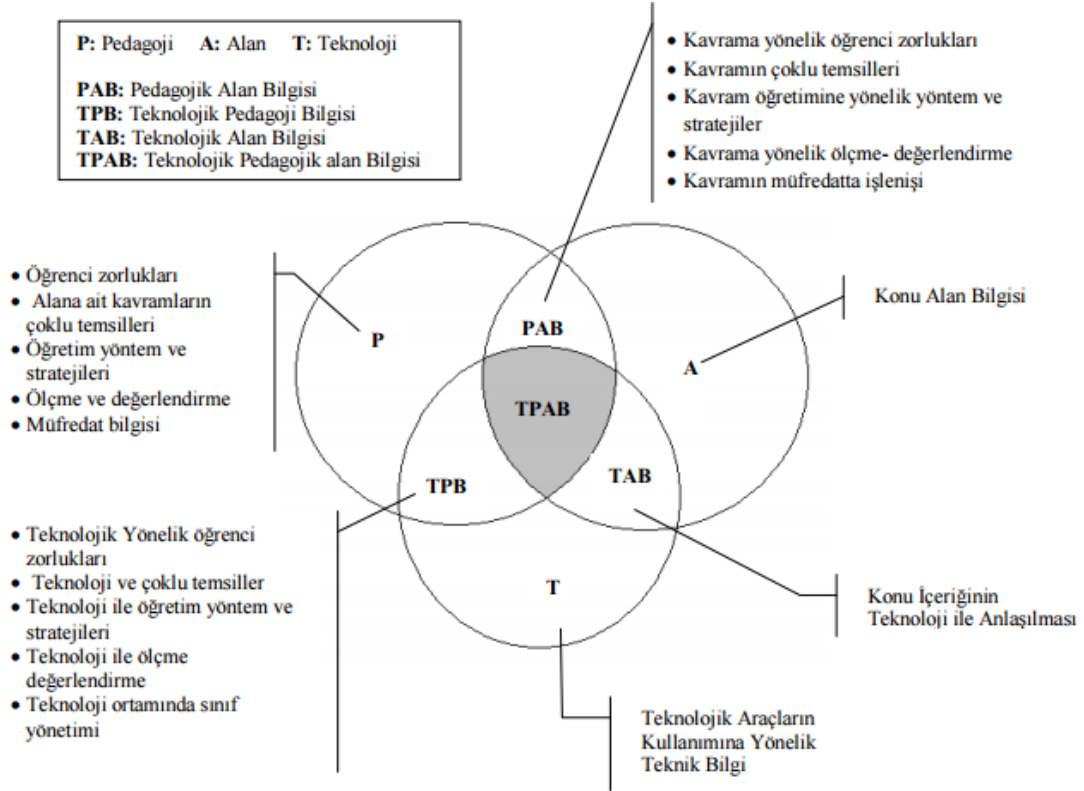 P: Pedagoji A: Alan T: Teknoloji
PAB: Pedagojik Alan Bilgisi
TPB: Teknolojik Pedagoji Bilgisi
TAB: Teknolojik Alan Bilgisi
TPAB: Teknolojik Pedagojik alan Bilgisi
• Kavrama yönelik öğrenci zorlukları
• Kavramın çoklu temsilleri
• Kavram öğretimine yönelik yöntem ve
stratejiler
• Kavrama yönelik ölçme- değerlendirme
• Kavramın müfredatta işlenişi
• Öğrenci zorlukları
• Alana ait kavramların
çoklu temsilleri
• Öğretim yöntem ve
stratejileri
• Ölçme ve değerlendirme
• Müfredat bilgisi
P
PAB
A
Konu Alan Bilgisi
TPAB
TPB
TAB
T
• Teknolojik Yönelik öğrenci
zorlukları
• Teknoloji ve çoklu temsiller
• Teknoloji ile öğretim yöntem ve
stratejileri
• Teknoloji ile ölçme
değerlendirme
• Teknoloji ortamında sınıf
yönetimi
Konu İçeriğinin
Teknoloji ile Anlaşılması
Teknolojik Araçların
Kullanımına Yönelik
Teknik Bilgi